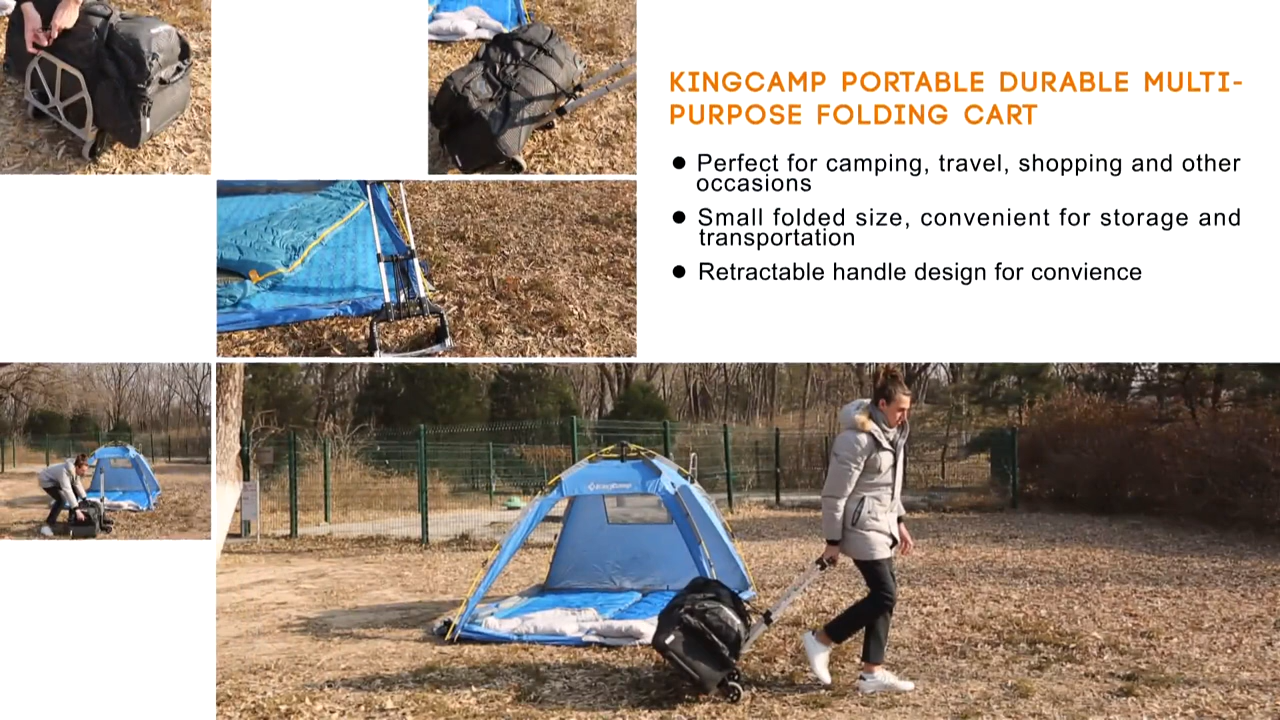 KINGCAMP PORTABLE DURABLE MULTI-
PURPOSE FOLDING CART
● Perfect for camping, travel, shopping and other
occasions
● Small folded size, convenient for storage and
transportation
● Retractable handle design for convience
KingCamp